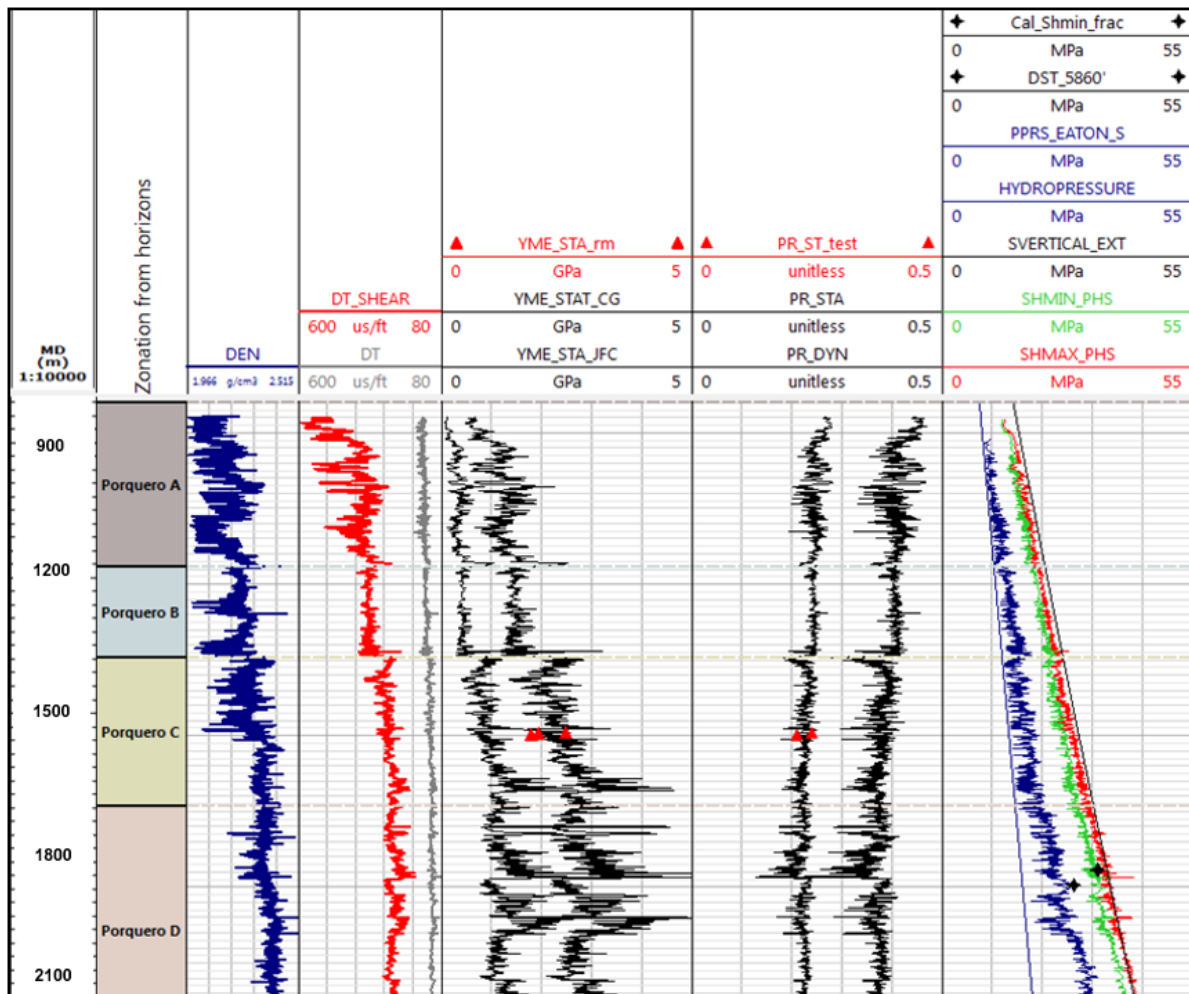 Cal_Shmin_frac
0 MPa 55
DST_5860'
0 MPa 55
PPRS_EATON_S
0 MPa 55
HYDROPRESSURE
0 MPa 55
YME_STA_rm PR_ST_test SVERTICAL_EXT
0 GPa 5 0 unitless 0.5 0 MPa 55
DT_SHEAR YME_STAT_CG PR_STA SHMIN_PHS
600 us/ft 80 0 GPa 5 0 unitless 0.5 0 MPa 55
MD
(m)
1:10000
Zonation from horizons
DEN DT YME_STA_JFC PR_DYN SHMAX_PHS
1.966 g/cm3 2.515 600 us/ft 80 0 GPa 5 0 unitless 0.5 0 MPa 55
900
Porquero A
1200
Porquero B
1500
Porquero C
1800
Porquero D
2100